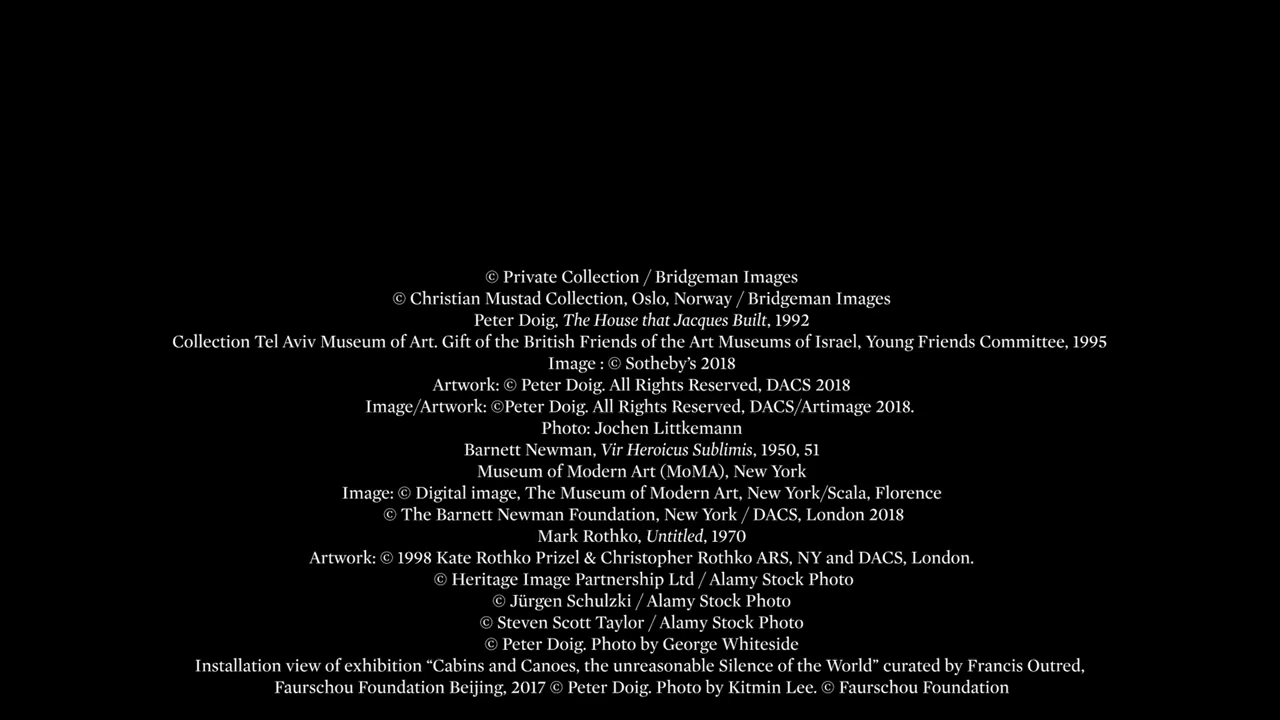 © Private Collection / Bridgeman Images
© Christian Mustad Collection, Oslo, Norway / Bridgeman Images
Peter Doig, The House that Jacques Built, 1992
Collection Tel Aviv Museum of Art. Gift of the British Friends of the Art Museums of Israel, Young Friends Committee, 1995
Image : © Sotheby’s 2018
Artwork: © Peter Doig. All Rights Reserved, DACS 2018
Image/Artwork: ©Peter Doig. All Rights Reserved, DACS/Artimage 2018.
Photo: Jochen Littkemann
Barnett Newman, Vir Heroicus Sublimis, 1950, 51
Museum of Modern Art (MoMA), New York
Image: © Digital image, The Museum of Modern Art, New York/Scala, Florence
© The Barnett Newman Foundation, New York / DACS, London 2018
Mark Rothko, Untitled, 1970
Artwork: © 1998 Kate Rothko Prizel & Christopher Rothko ARS, NY and DACS, London.
© Heritage Image Partnership Ltd / Alamy Stock Photo
© Jürgen Schulzki / Alamy Stock Photo
© Steven Scott Taylor / Alamy Stock Photo
© Peter Doig. Photo by George Whiteside
Installation view of exhibition “Cabins and Canoes, the unreasonable Silence of the World” curated by Francis Outred,
Faurschou Foundation Beijing, 2017 © Peter Doig. Photo by Kitmin Lee. © Faurschou Foundation